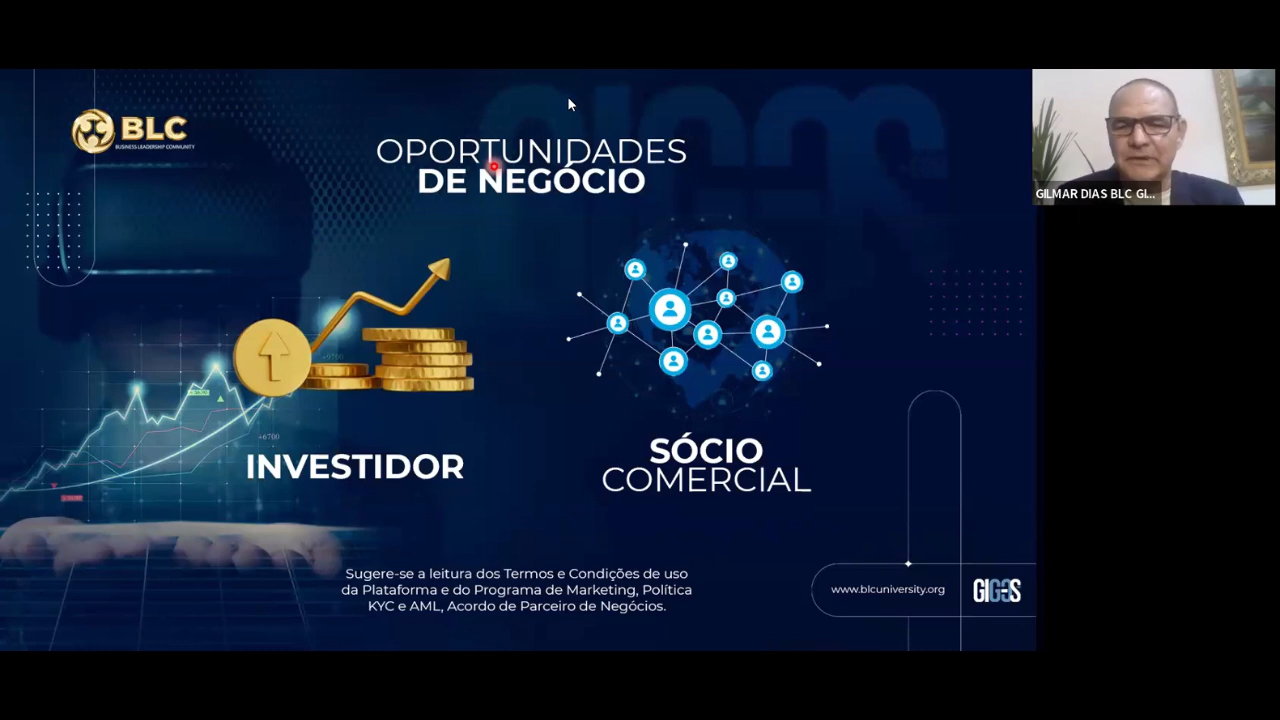 BLC
BUSINESS LEADERSHIP COMMUNITY
OPORTUNIDADES
DE NEGÓCIO
GILMAR DIAS BLC GI...
+6700
INVESTIDOR
SÓCIO
COMERCIAL
Sugere-se a leitura dos Termos e Condições de uso
da Plataforma e do Programa de Marketing, Política
KYC e AML, Acordo de Parceiro de Negócios.
www.blcuniversity.org
GIGOS